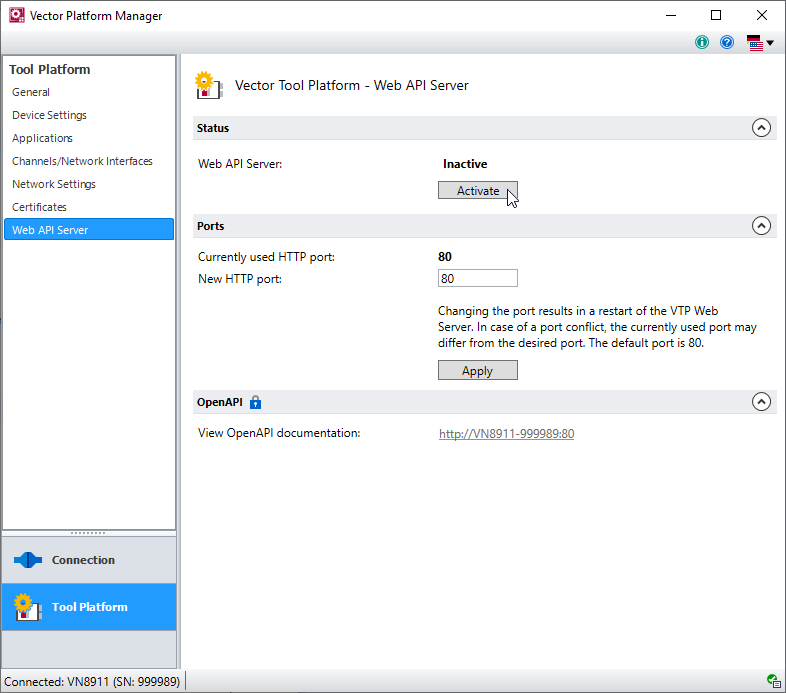 Vector Platform Manager
Tool Platform
General
Device Settings
Applications
Channels/Network Interfaces
Network Settings
Certificates
Web API Server
Connection
Tool Platform
Vector Tool Platform - Web API Server
Status
Web API Server: Inactive
Activate
Ports
Currently used HTTP port: 80
New HTTP port: 80
Changing the port results in a restart of the VTP Web
Server. In case of a port conflict, the currently used port may
differ from the desired port. The default port is 80.
Apply
OpenAPI
View OpenAPI documentation: http://VN8911-999989:80
Connected: VN8911 (SN: 999989)